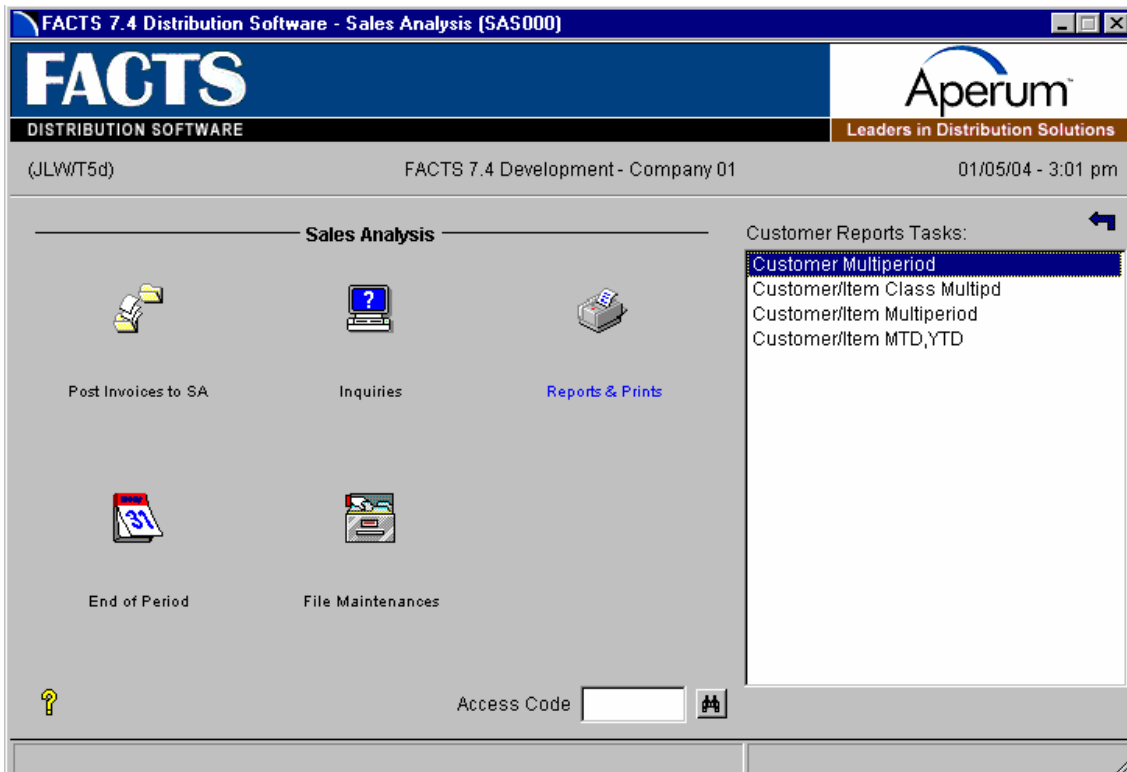 FACTS 7.4 Distribution Software - Sales Analysis (SAS000)
FACTS
DISTRIBUTION SOFTWARE
Aperum™
Leaders in Distribution Solutions
(JLW/T5d)
FACTS 7.4 Development - Company 01
01/05/04 - 3:01 pm
Sales Analysis
Post Invoices to SA
Inquiries
Reports & Prints
31
End of Period
File Maintenances
Access Code
Customer Reports Tasks:
Customer Multiperiod
Customer/Item Class Multipd
Customer/Item Multiperiod
Customer/Item MTD,YTD